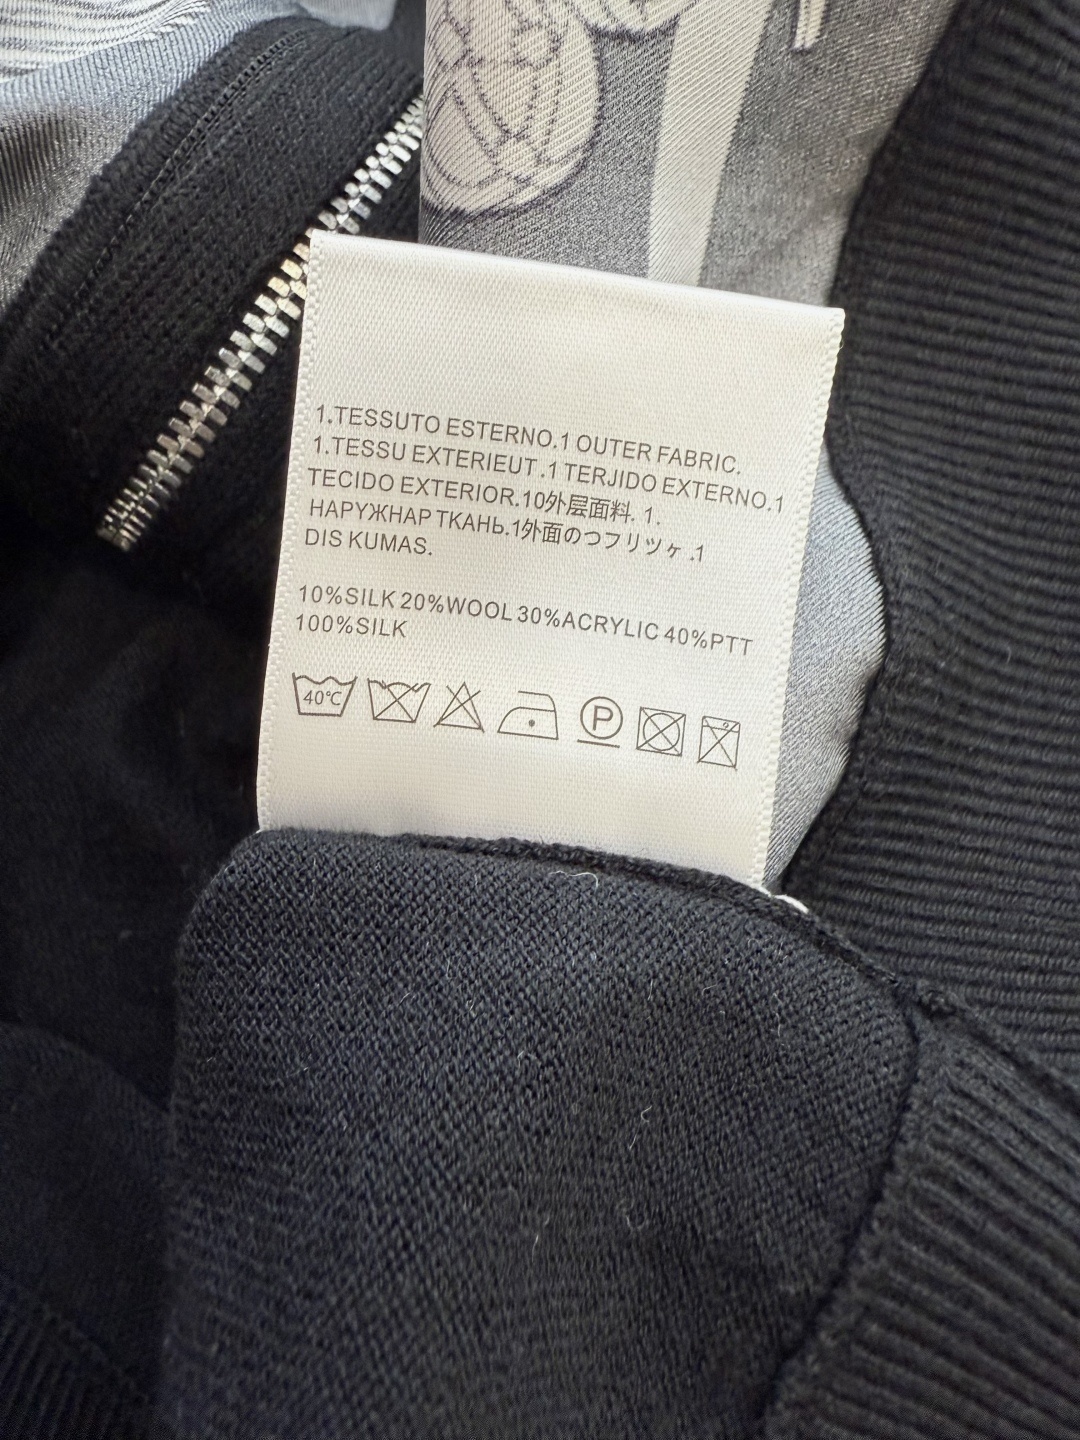 1.TESSUTO ESTERNO.1 OUTER FABRIC.
1.TESSU EXTERIEUT.1 TERJIDO EXTERNO.1
TECIDO EXTERIOR.10外层面料. 1.
НАРУЖНАР ТКАНЬ.1外面のつフリツヶ.1
DIS KUMAS.
10%SILK 20%WOOL 30%ACRYLIC 40%PTT
100%SILK
40℃ P